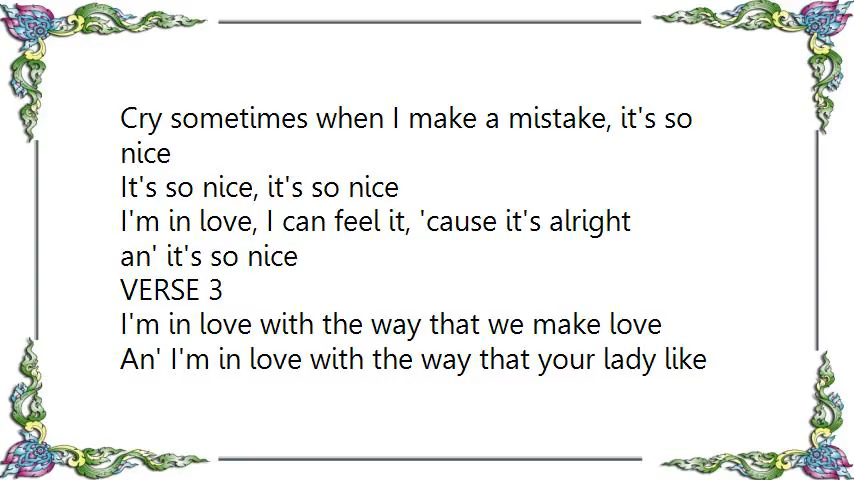 Cry sometimes when I make a mistake, it's so
nice
It's so nice, it's so nice
I'm in love, I can feel it, 'cause it's alright
an' it's so nice
VERSE 3
I'm in love with the way that we make love
An' I'm in love with the way that your lady like